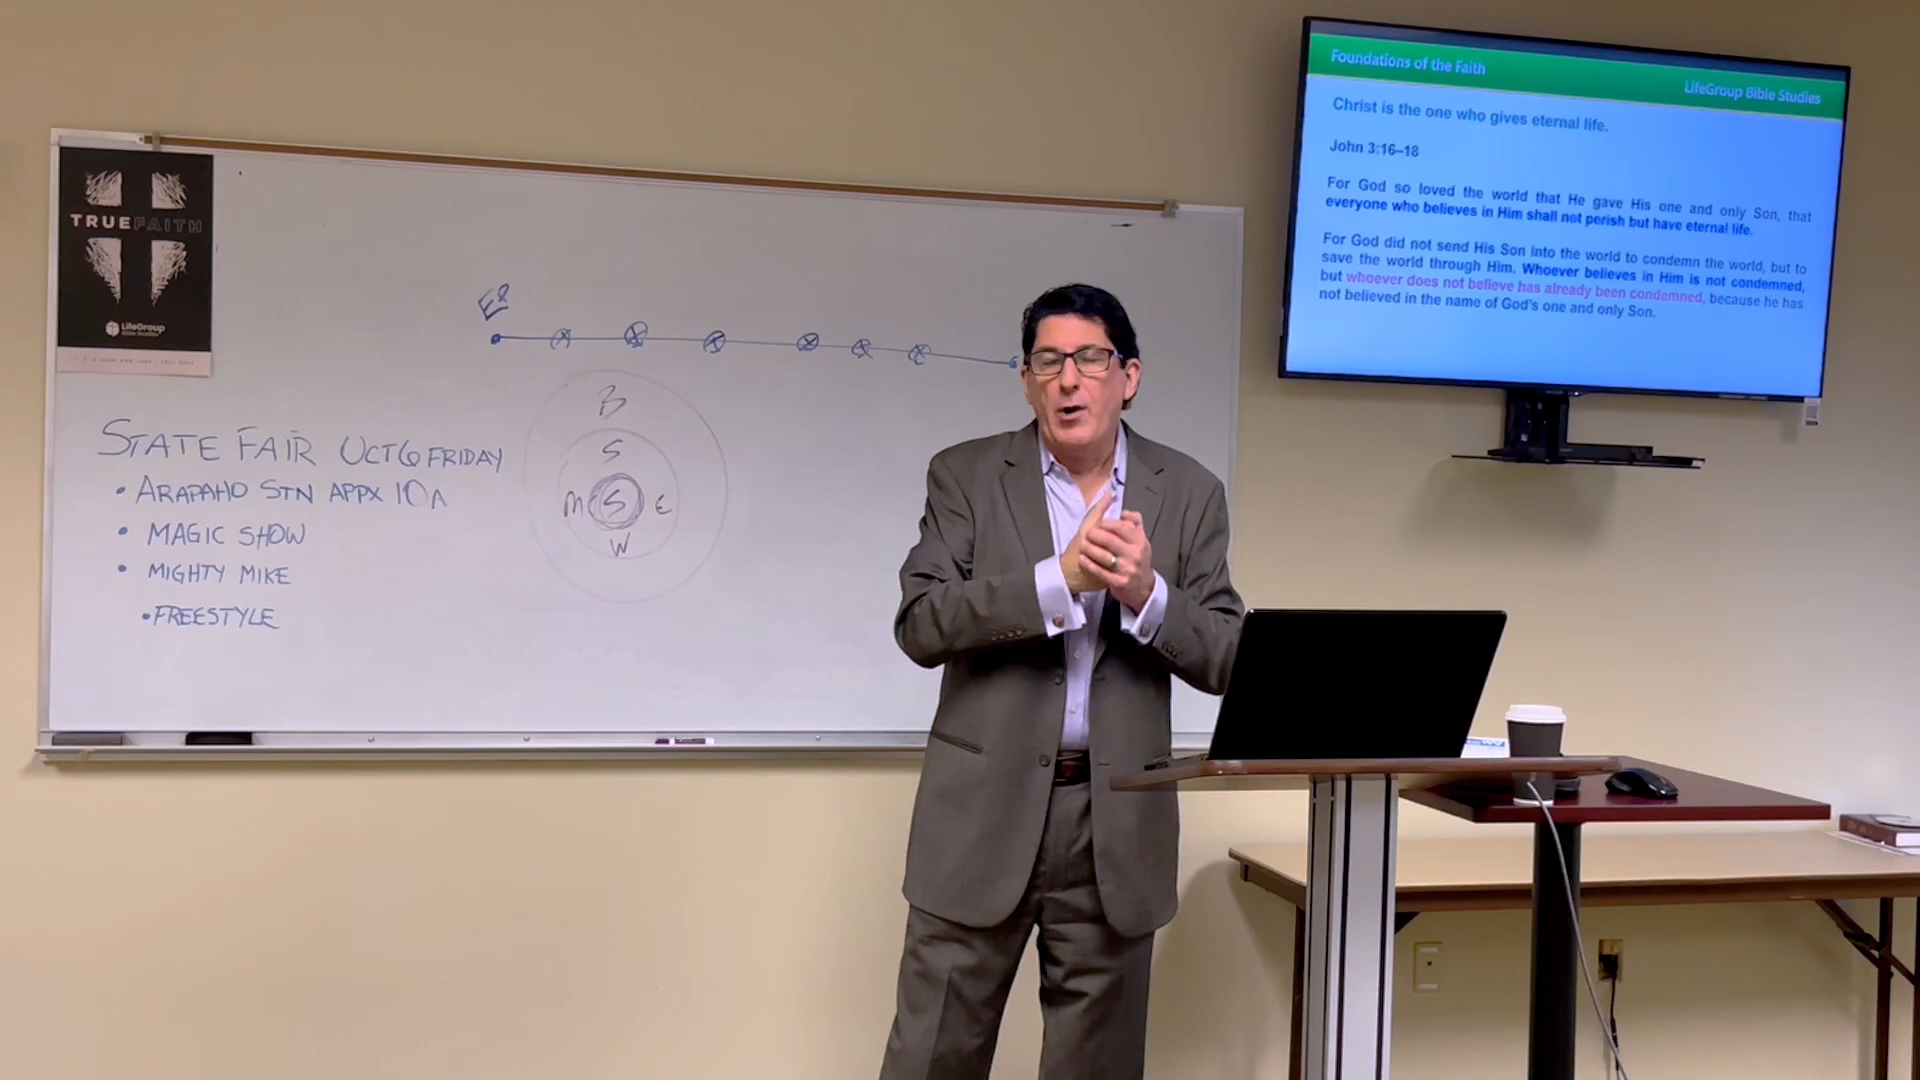 TRUEFAITH
LifeGroup
Bible Studies
STATE FAIR OCT 6 FRIDAY
• ARAPAHO STN APPX 10A
• MAGIC SHOW
• MIGHTY MIKE
• FREESTYLE
B
S
M S E
W
Foundations of the Faith
LifeGroup Bible Studies
Christ is the one who gives eternal life.
John 3:16–18
For God so loved the world that He gave His one and only Son, that
everyone who believes in Him shall not perish but have eternal life.
For God did not send His Son into the world to condemn the world, but to
save the world through Him. Whoever believes in Him is not condemned,
but whoever does not believe has already been condemned, because he has
not believed in the name of God's one and only Son.